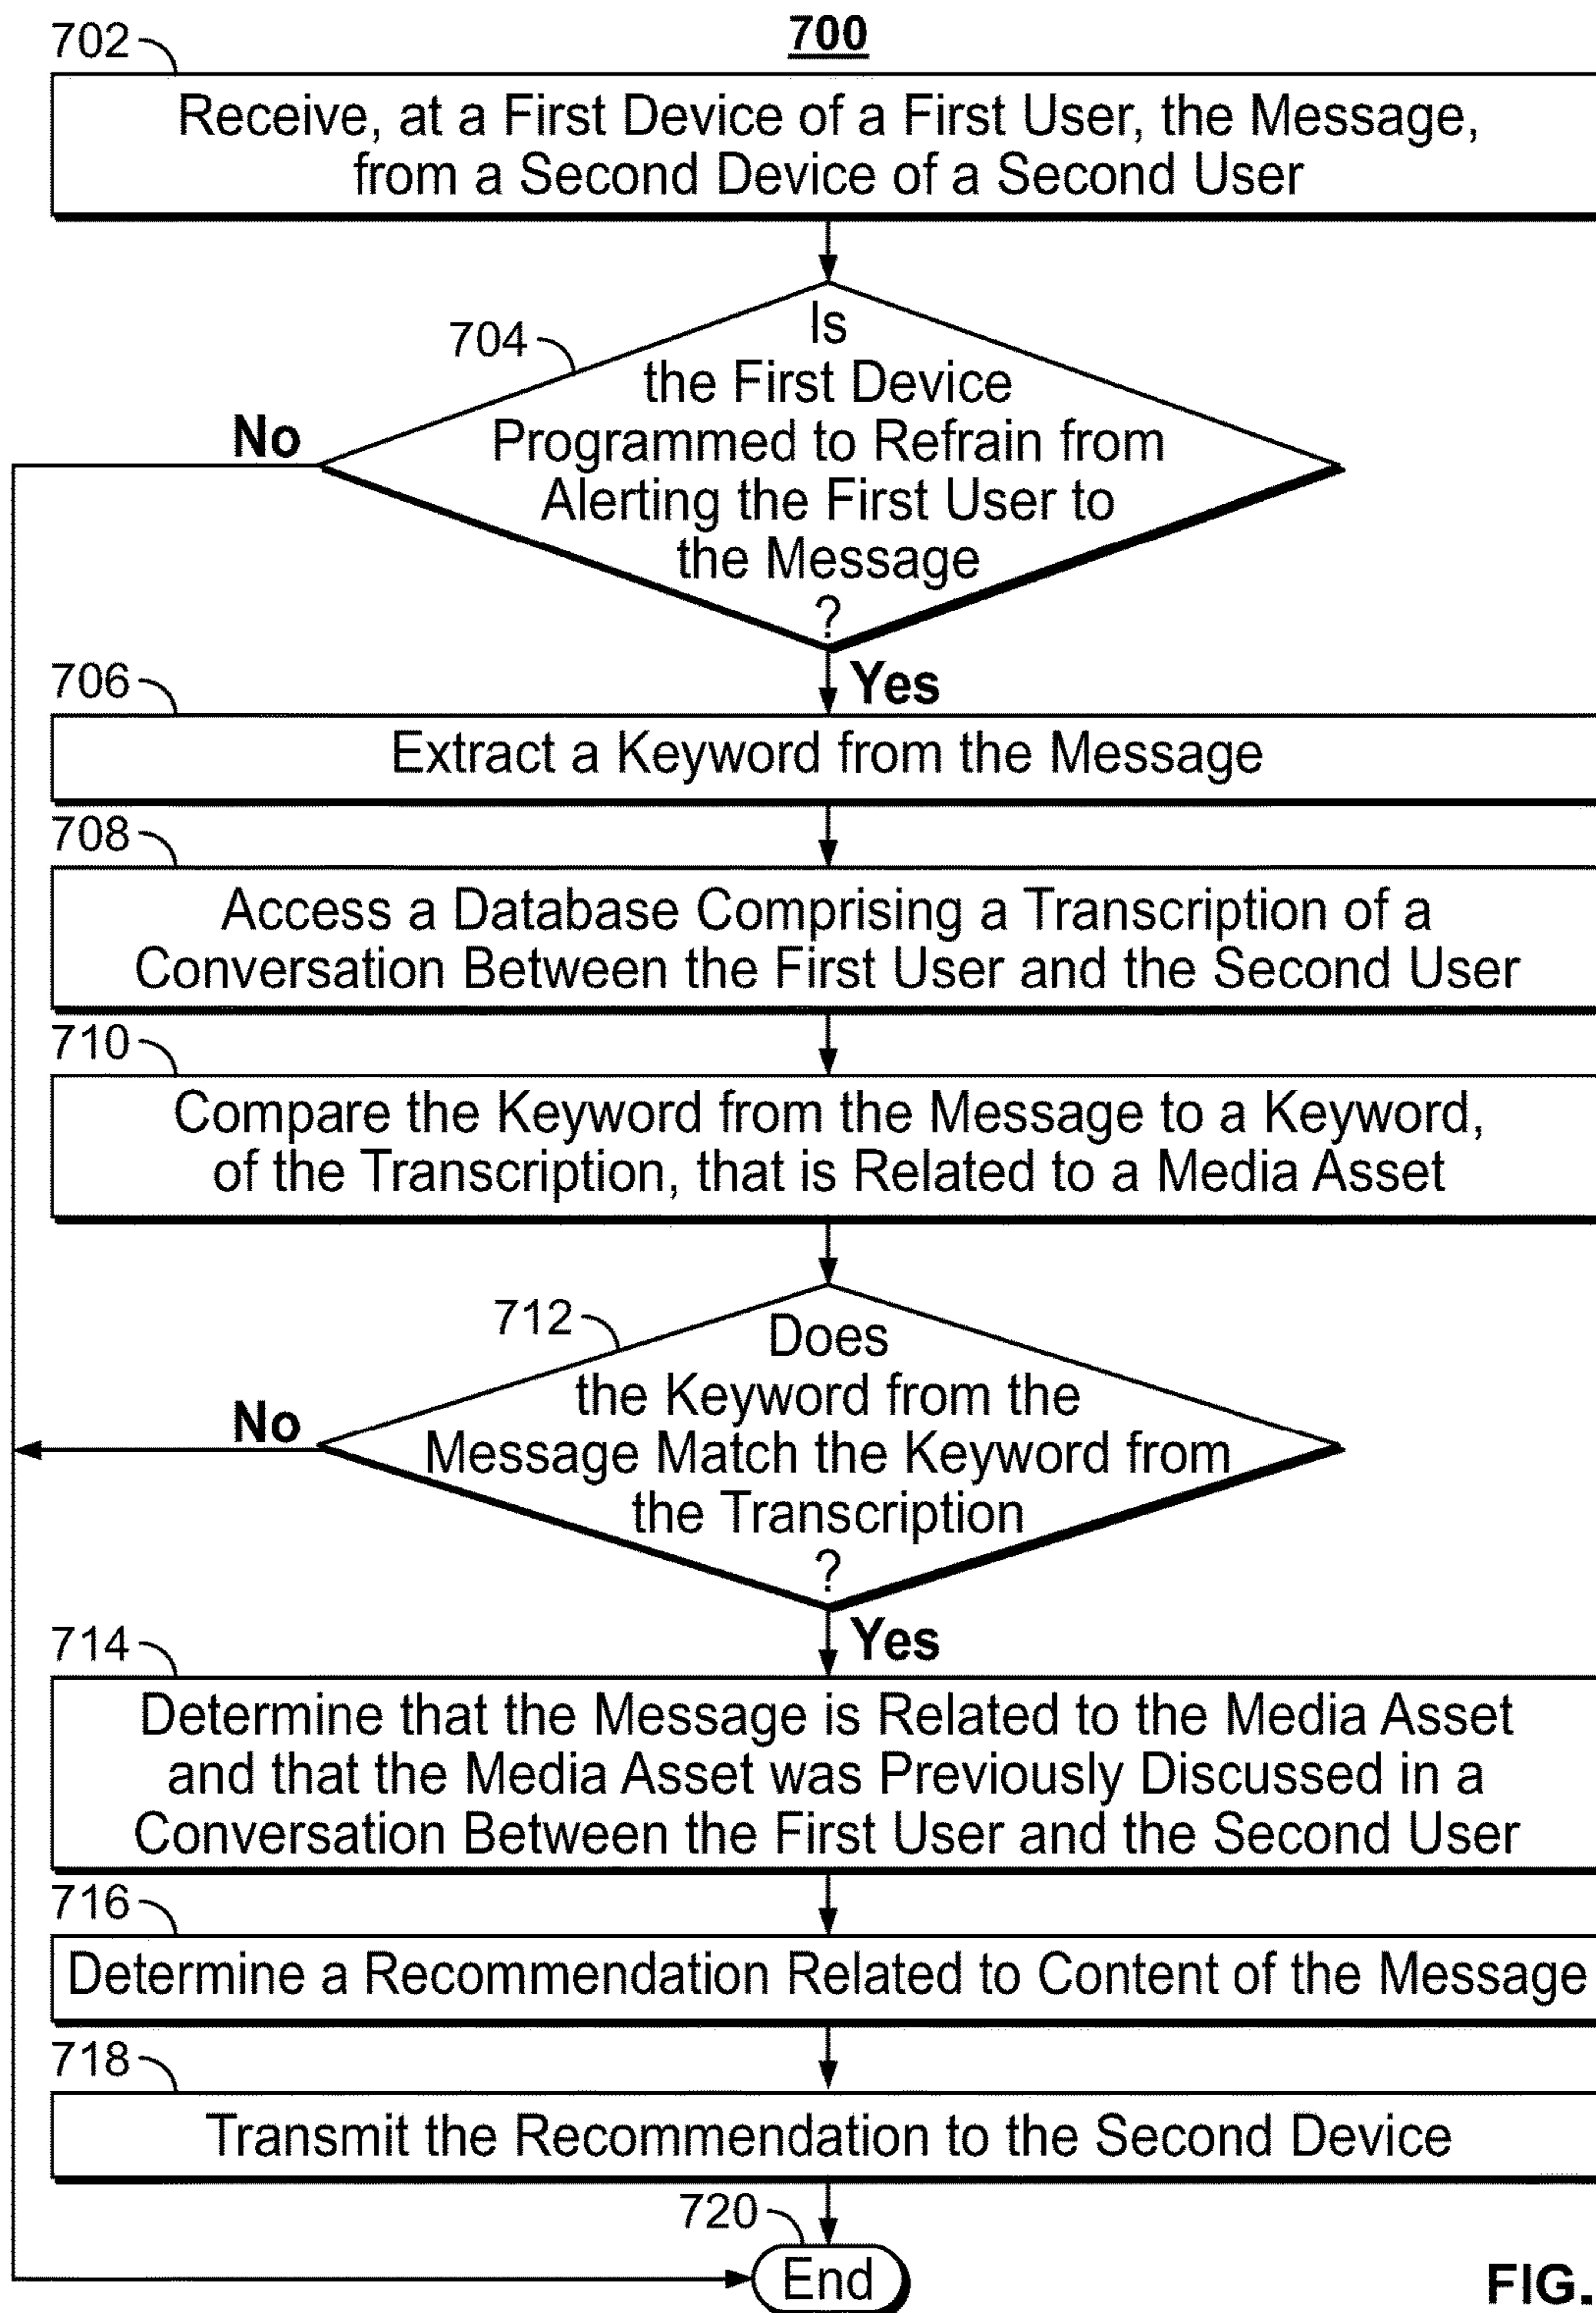 700
702
Receive, at a First Device of a First User, the Message,
from a Second Device of a Second User
704
Is
the First Device
Programmed to Refrain from
Alerting the First User to
the Message
?
No
Yes
706
Extract a Keyword from the Message
708
Access a Database Comprising a Transcription of a
Conversation Between the First User and the Second User
710
Compare the Keyword from the Message to a Keyword,
of the Transcription, that is Related to a Media Asset
712
Does
the Keyword from the
Message Match the Keyword from
the Transcription
?
No
Yes
714
Determine that the Message is Related to the Media Asset
and that the Media Asset was Previously Discussed in a
Conversation Between the First User and the Second User
716
Determine a Recommendation Related to Content of the Message
718
Transmit the Recommendation to the Second Device
720
End
FIG.